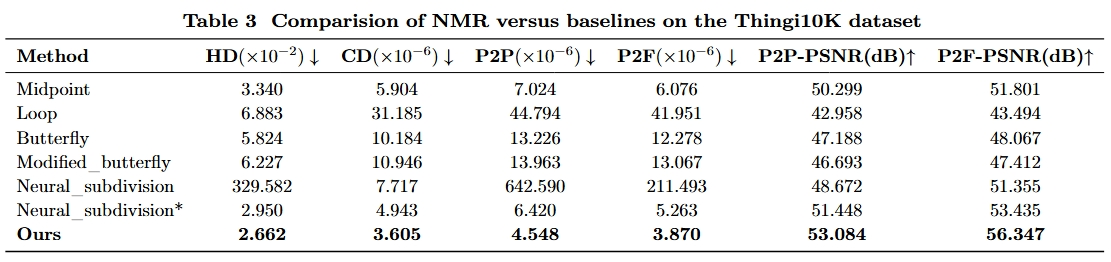 Table 3 Comparision of NMR versus baselines on the Thingi10K dataset
Method HD(×10⁻²)↓ CD(×10⁻⁶)↓ P2P(×10⁻⁶)↓ P2F(×10⁻⁶)↓ P2P-PSNR(dB)↑ P2F-PSNR(dB)↑
Midpoint 3.340 5.904 7.024 6.076 50.299 51.801
Loop 6.883 31.185 44.794 41.951 42.958 43.494
Butterfly 5.824 10.184 13.226 12.278 47.188 48.067
Modified_butterfly 6.227 10.946 13.963 13.067 46.693 47.412
Neural_subdivision 329.582 7.717 642.590 211.493 48.672 51.355
Neural_subdivision* 2.950 4.943 6.420 5.263 51.448 53.435
Ours 2.662 3.605 4.548 3.870 53.084 56.347